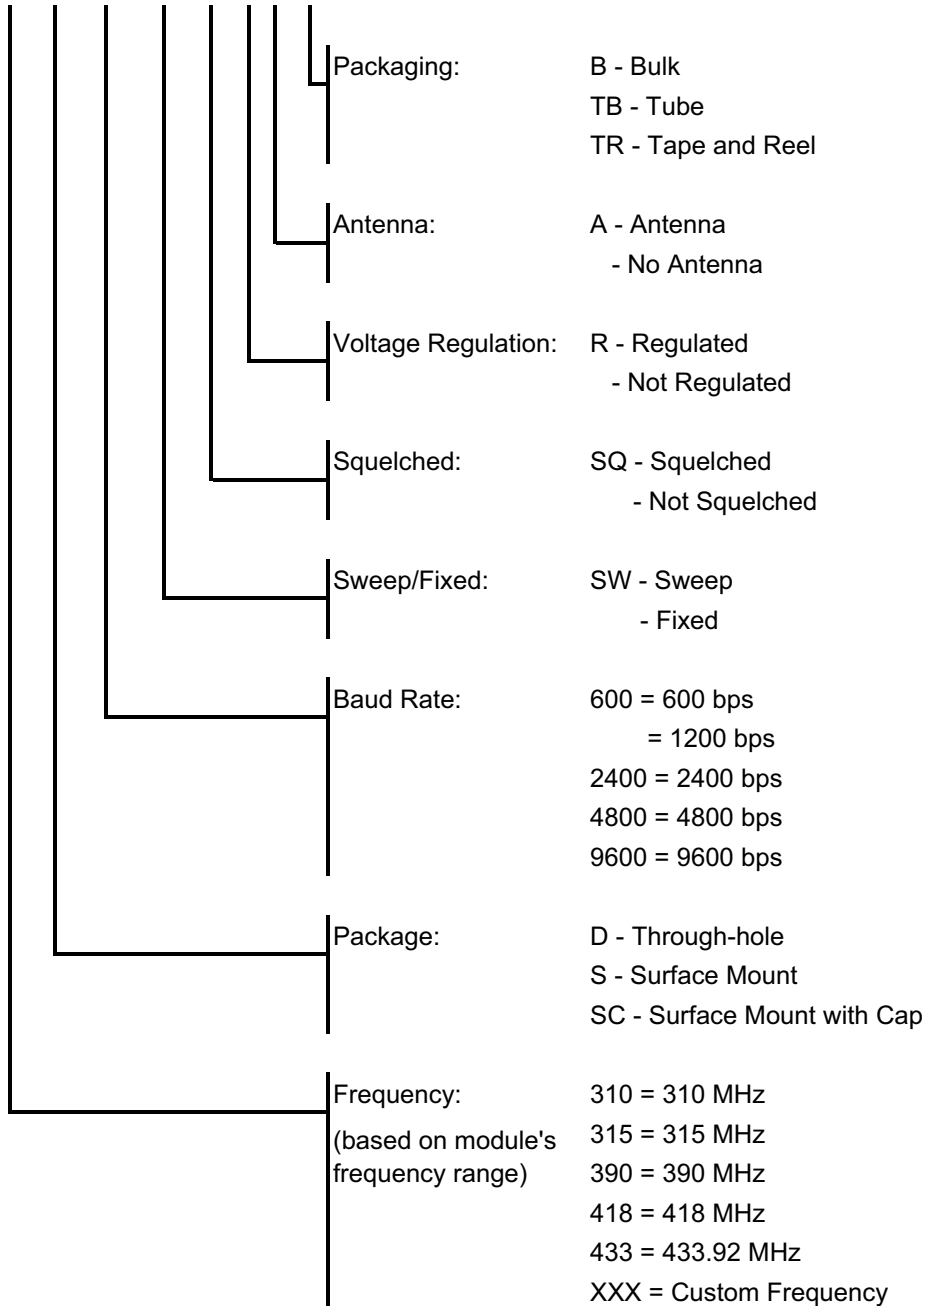 Packaging: B - Bulk
TB - Tube
TR - Tape and Reel
Antenna: A - Antenna
- No Antenna
Voltage Regulation: R - Regulated
- Not Regulated
Squelched: SQ - Squelched
- Not Squelched
Sweep/Fixed: SW - Sweep
- Fixed
Baud Rate: 600 = 600 bps
= 1200 bps
2400 = 2400 bps
4800 = 4800 bps
9600 = 9600 bps
Package: D - Through-hole
S - Surface Mount
SC - Surface Mount with Cap
Frequency: 310 = 310 MHz
(based on module's 315 = 315 MHz
frequency range) 390 = 390 MHz
418 = 418 MHz
433 = 433.92 MHz
XXX = Custom Frequency